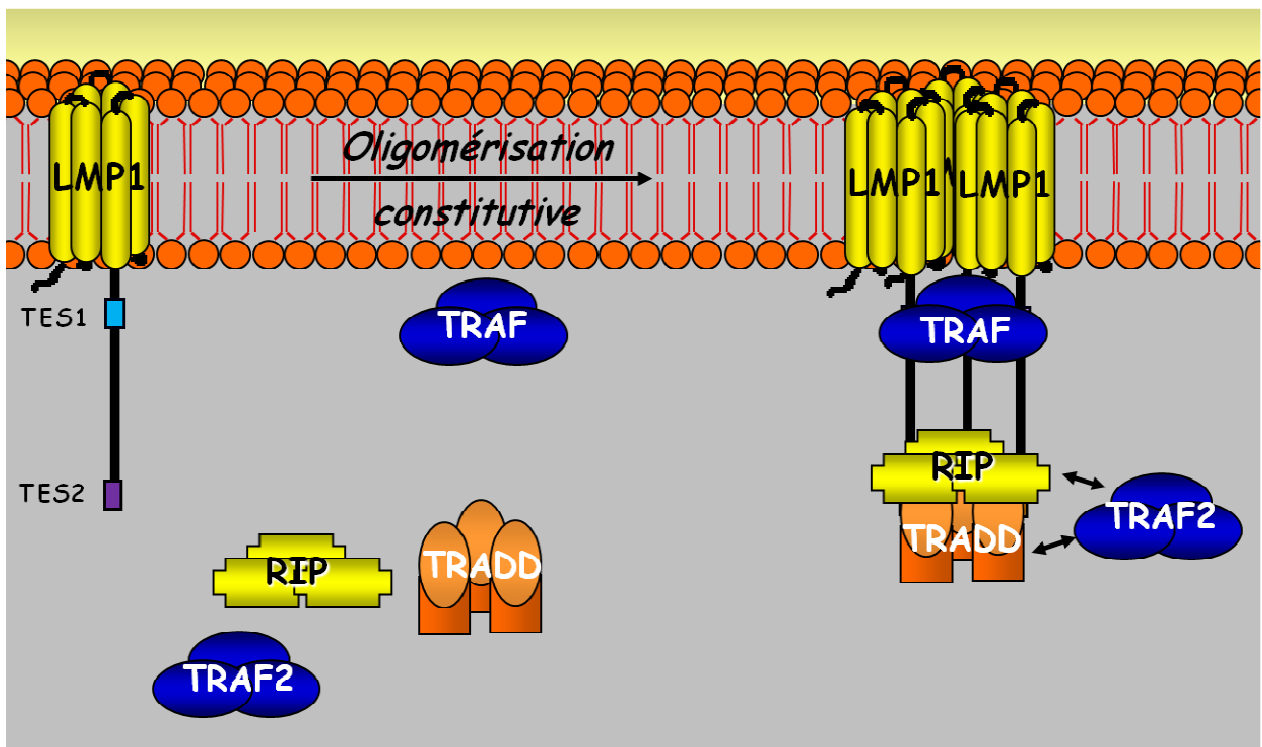 Oligomérisation
constitutive
LMP1
LMP1
LMP1
TES1
TRAF
TRAF
TES2
RIP
TRAF2
RIP
TRADD
TRADD
TRAF2